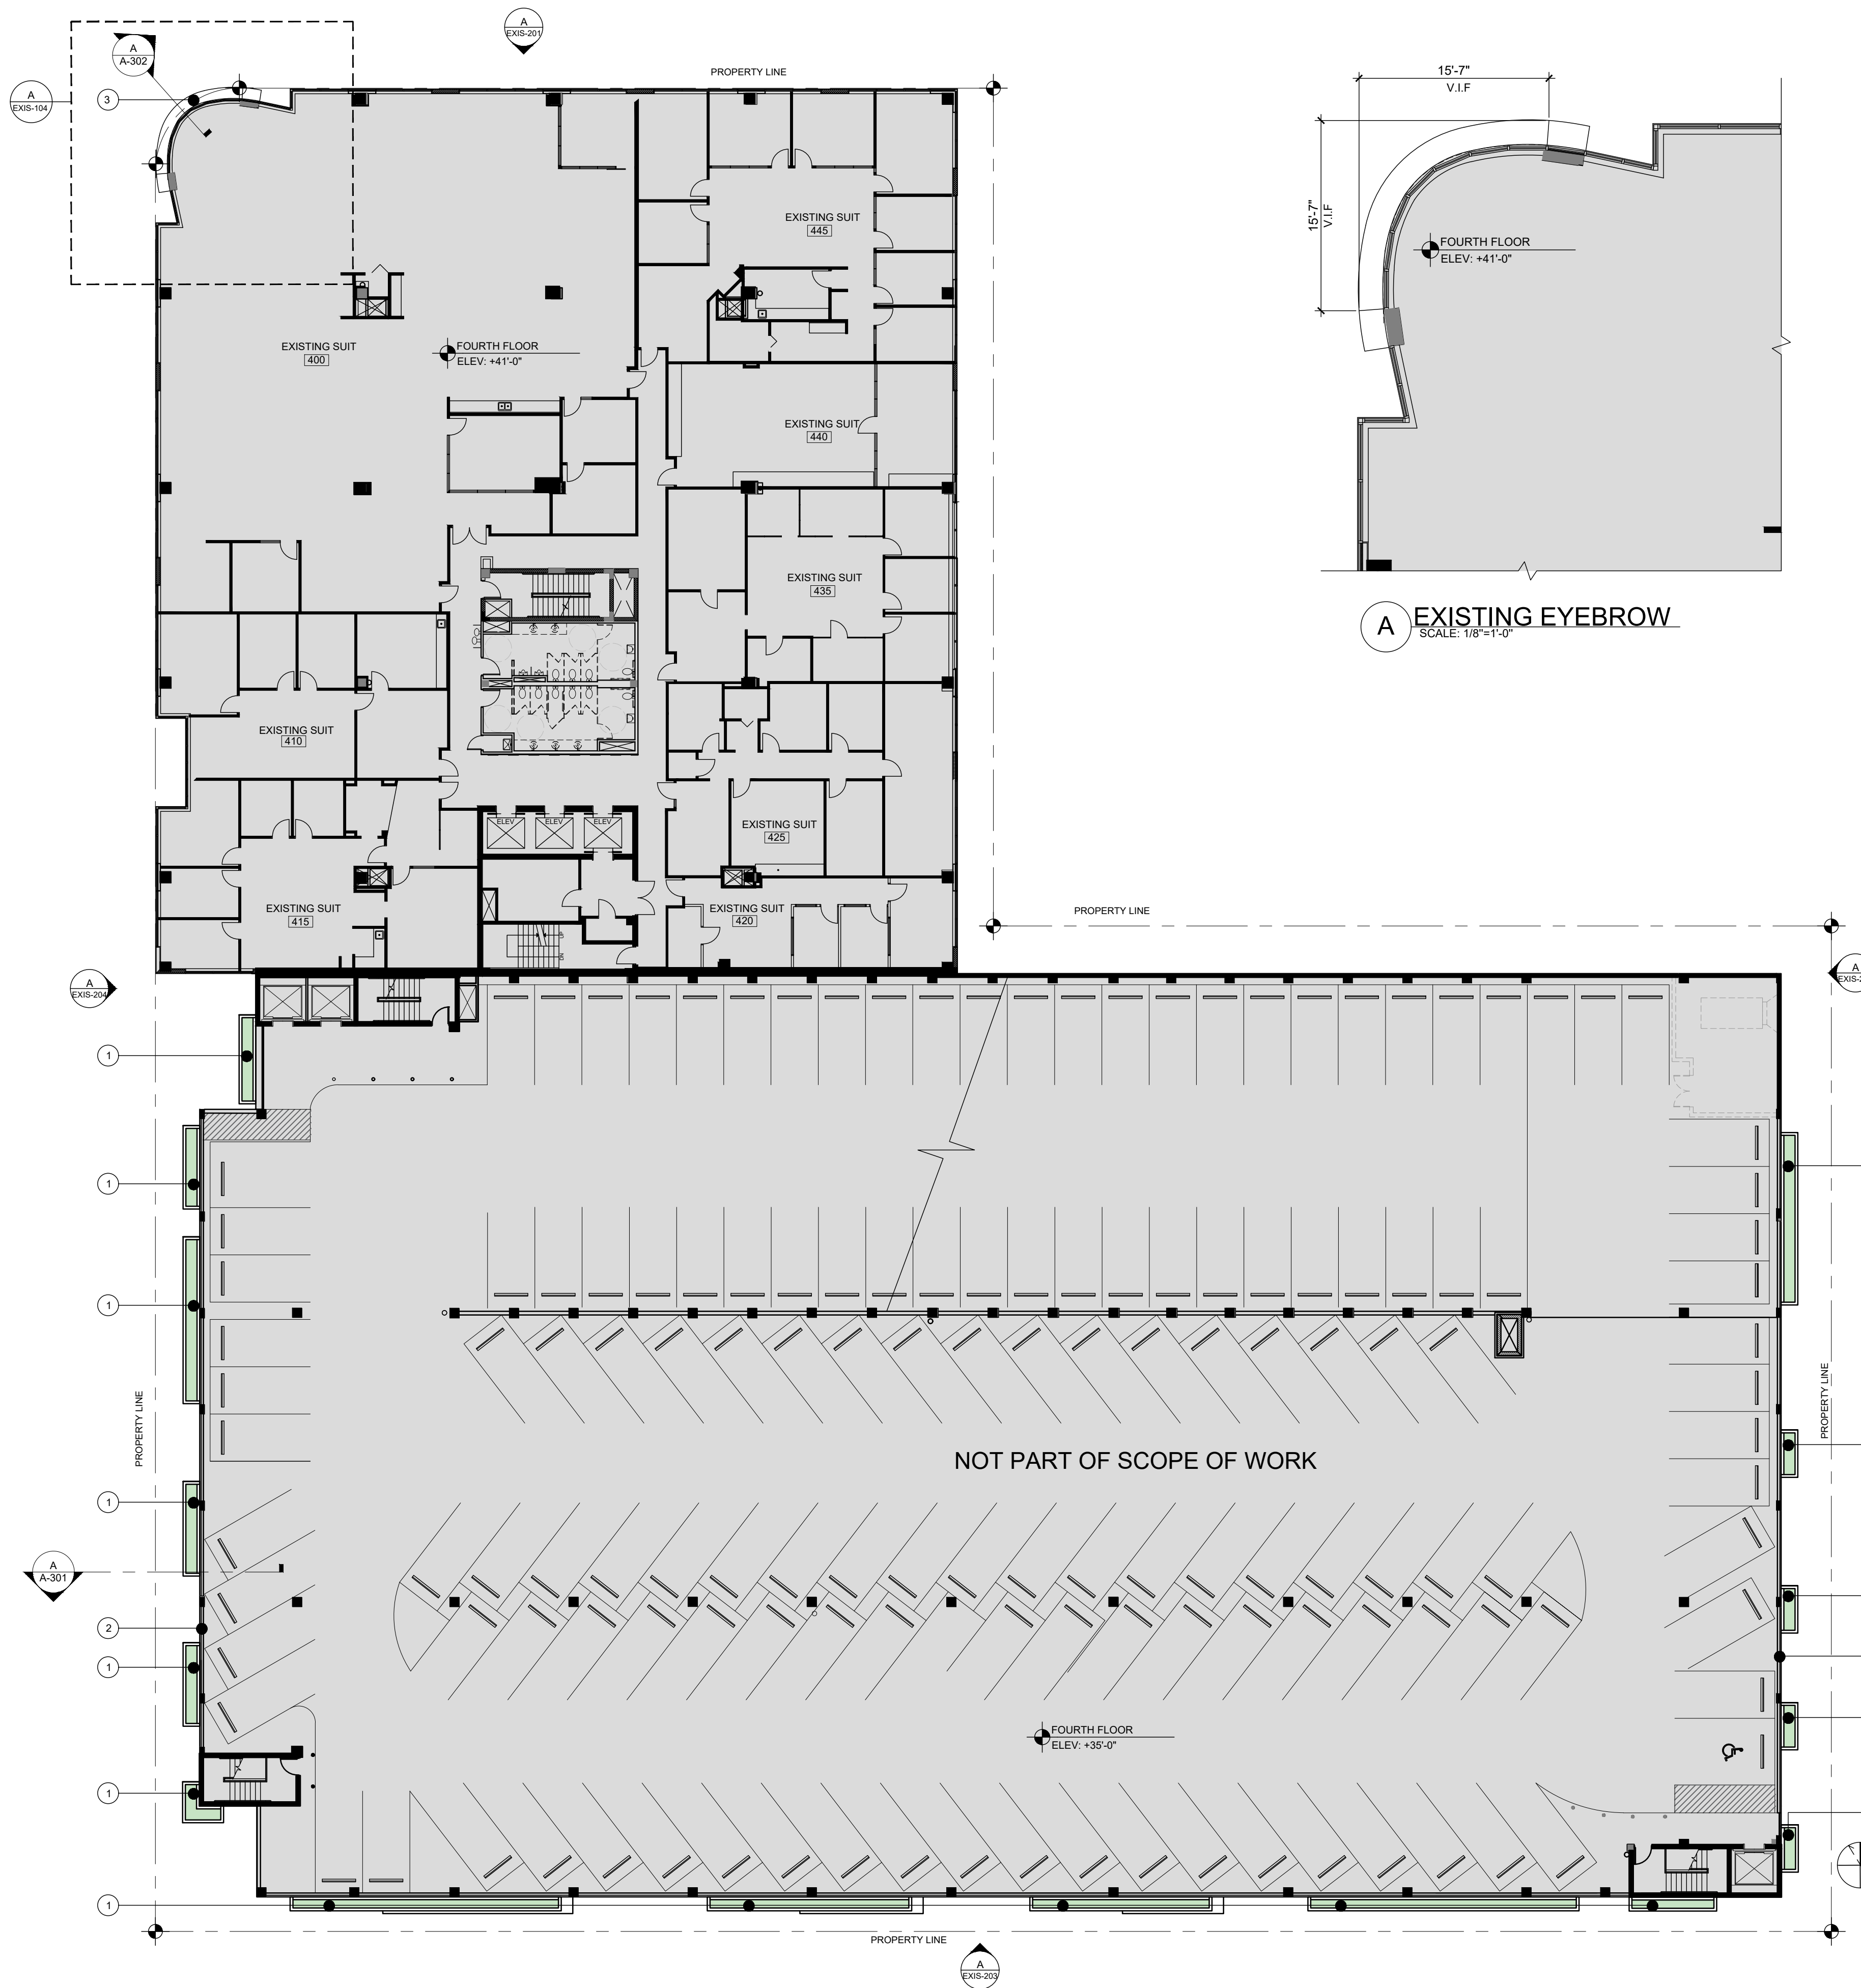 A
EXIS-201
A
A-302
PROPERTY LINE
15'-7"
V.I.F
A
EXIS-104
3
15'-7"
V.I.F
EXISTING SUIT
445
FOURTH FLOOR
ELEV: +41'-0"
EXISTING SUIT
400
FOURTH FLOOR
ELEV: +41'-0"
EXISTING SUIT
440
EXISTING SUIT
435
A
EXISTING EYEBROW
SCALE: 1/8"=1'-0"
EXISTING SUIT
410
ELEV
ELEV
ELEV
EXISTING SUIT
425
EXISTING SUIT
415
EXISTING SUIT
420
UP
DN
PROPERTY LINE
A
EXIS-204
A
1
1
1
PROPERTY LINE
PROPERTY LINE
NOT PART OF SCOPE OF WORK
1
A
A-301
2
1
FOURTH FLOOR
ELEV: +35'-0"
1
1
PROPERTY LINE
A
EXIS-203